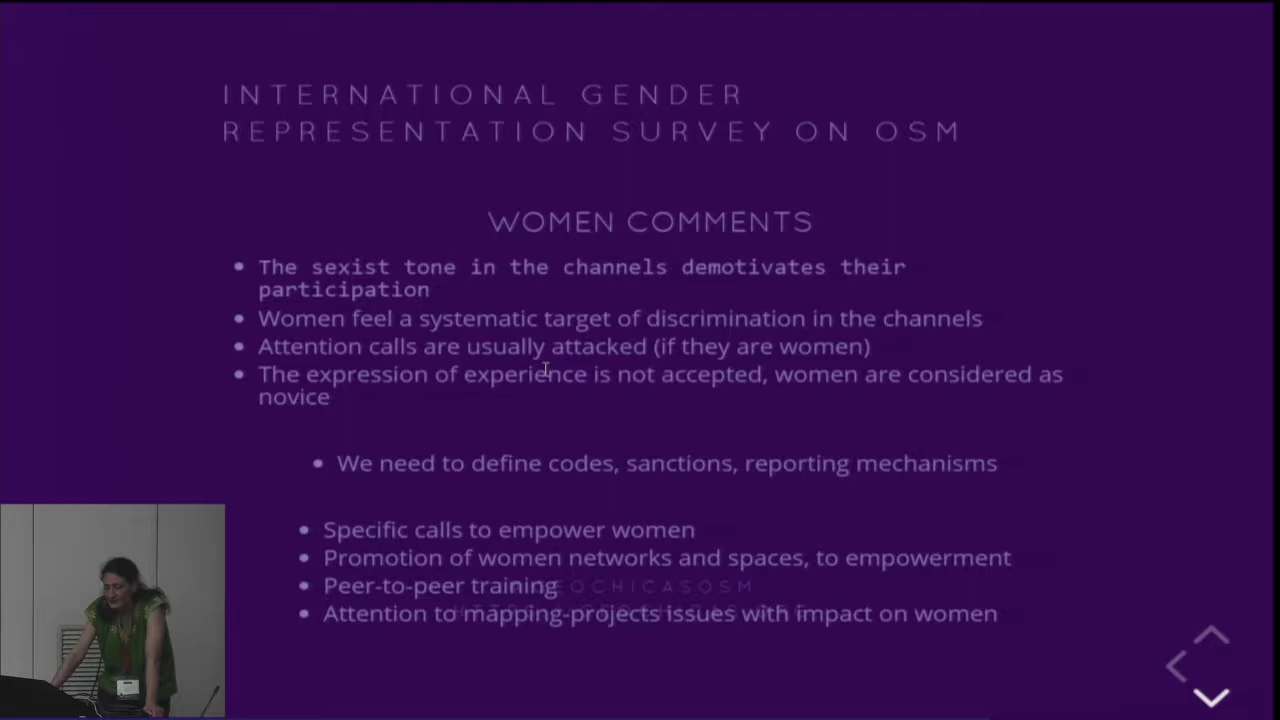 INTERNATIONAL GENDER
REPRESENTATION SURVEY ON OSM
WOMEN COMMENTS
The sexist tone in the channels demotivates their
participation
Women feel a systematic target of discrimination in the channels
Attention calls are usually attacked (if they are women)
The expression of experience is not accepted, women are considered as
novice
We need to define codes, sanctions, reporting mechanisms
Specific calls to empower women
Promotion of women networks and spaces, to empowerment
Peer-to-peer training
Attention to mapping-projects issues with impact on women